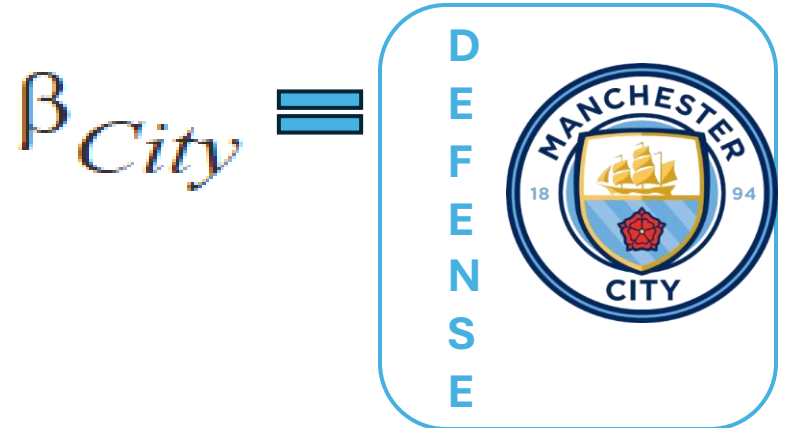 β City
=
D
E
F
E
N
S
E
MANCHESTER
18 94
CITY